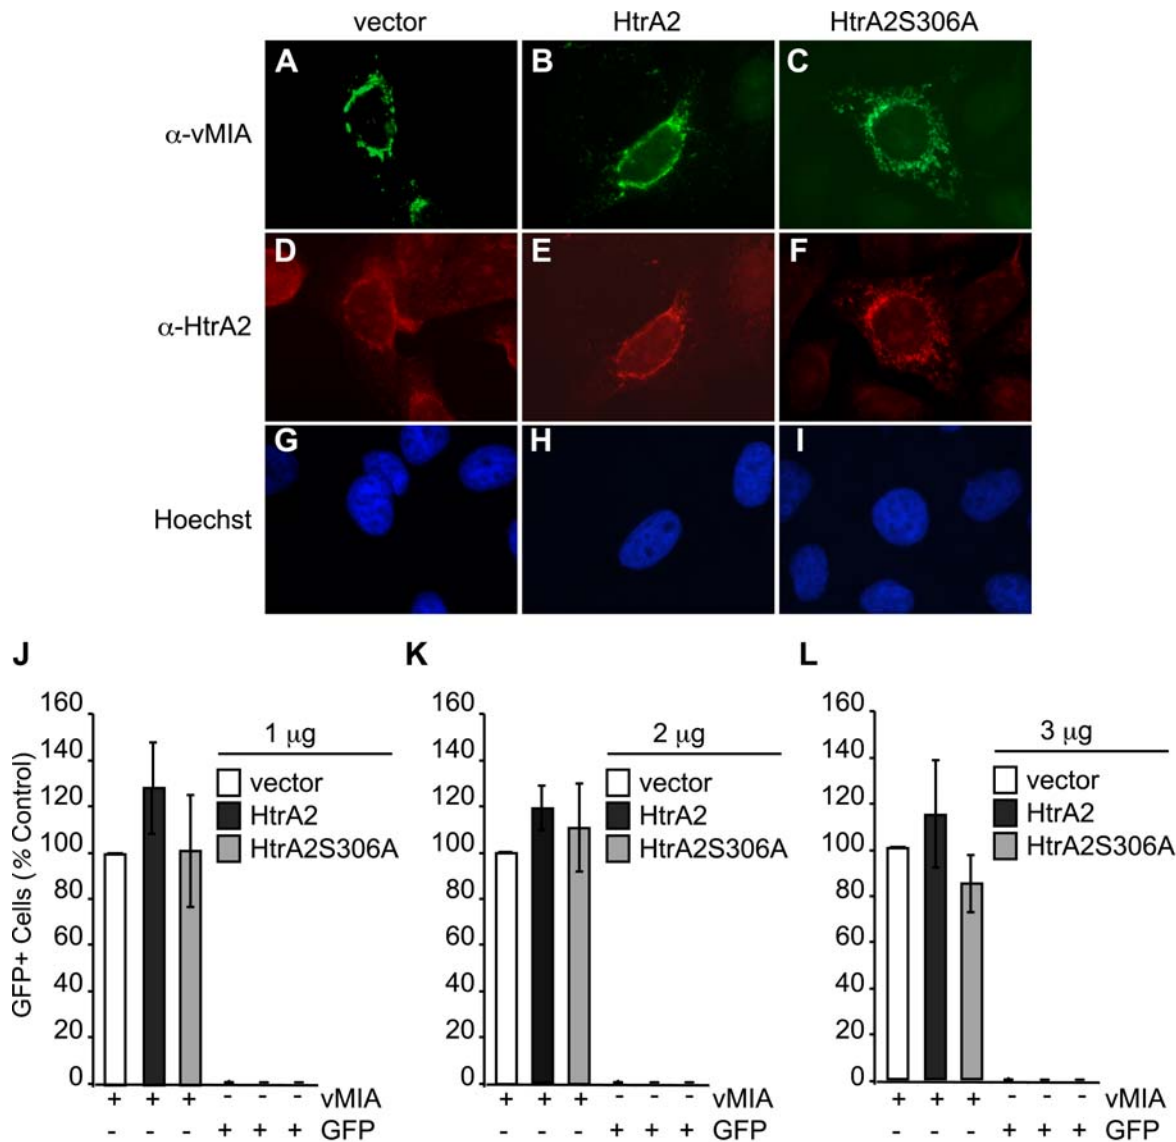 vector HtrA2 HtrA2S306A
A B C
α-vMIA
D E F
α-HtrA2
G H I
Hoechst
J K L
GFP+ Cells (% Control)
160
140
120
100
80
60
40
20
0
1 μg
vector
HtrA2
HtrA2S306A
+ + + - - - vMIA
- - - + + + GFP
160
140
120
100
80
60
40
20
0
2 μg
vector
HtrA2
HtrA2S306A
+ + + - - - vMIA
- - - + + + GFP
160
140
120
100
80
60
40
20
0
3 μg
vector
HtrA2
HtrA2S306A
+ + + - - - vMIA
- - - + + + GFP